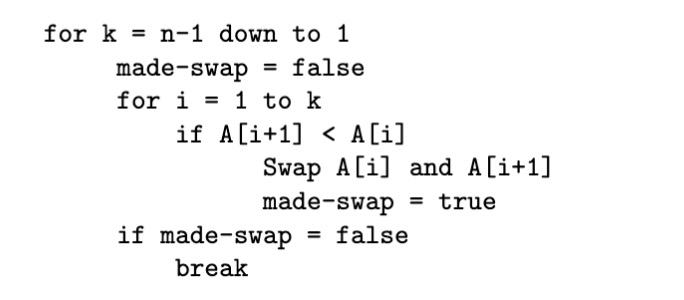 for k = n-1 down to 1
made-swap = false
for i = 1 to k
if A[i+1] < A[i]
Swap A[i] and A[i+1]
made-swap = true
if made-swap = false
break